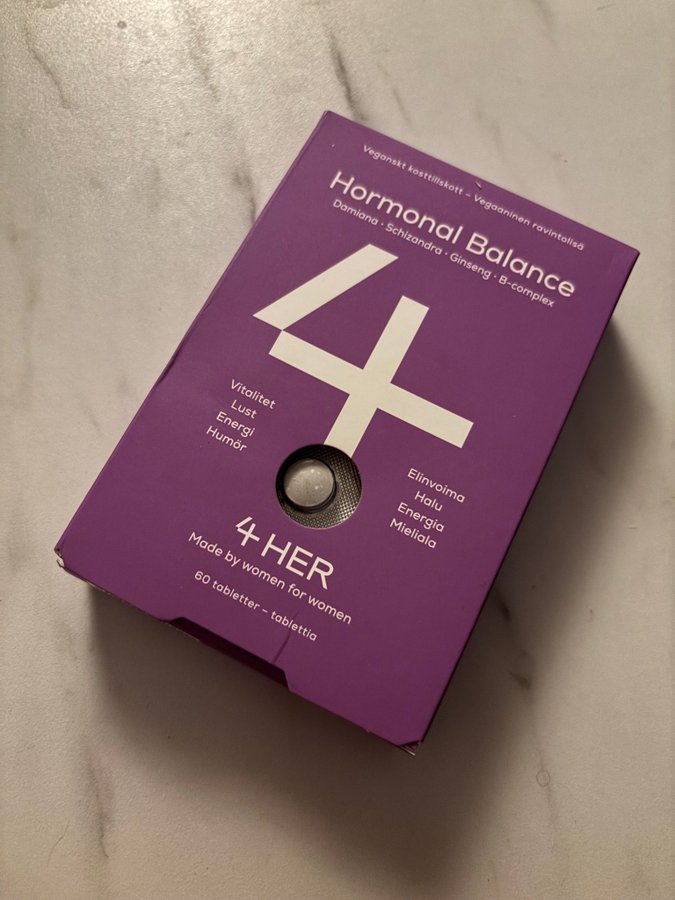 Veganskt kosttillskott – Vegaaninen ravintolisä
Hormonal Balance
Damiana · Schizandra · Ginseng · B-complex
4
Vitalitet
Lust
Energi
Humör
Elinvoima
Halu
Energia
Mieliala
4 HER
Made by women for women
60 tabletter – tablettia